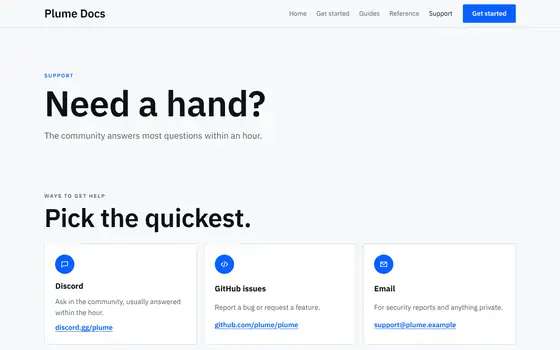 Plume Docs
Home
Get started
Guides
Reference
Support
Get started
SUPPORT
Need a hand?
The community answers most questions within an hour.
WAYS TO GET HELP
Pick the quickest.
Discord
Ask in the community, usually answered
within the hour.
discord.gg/plume
GitHub issues
Report a bug or request a feature.
github.com/plume/plume
Email
For security reports and anything private.
support@plume.example